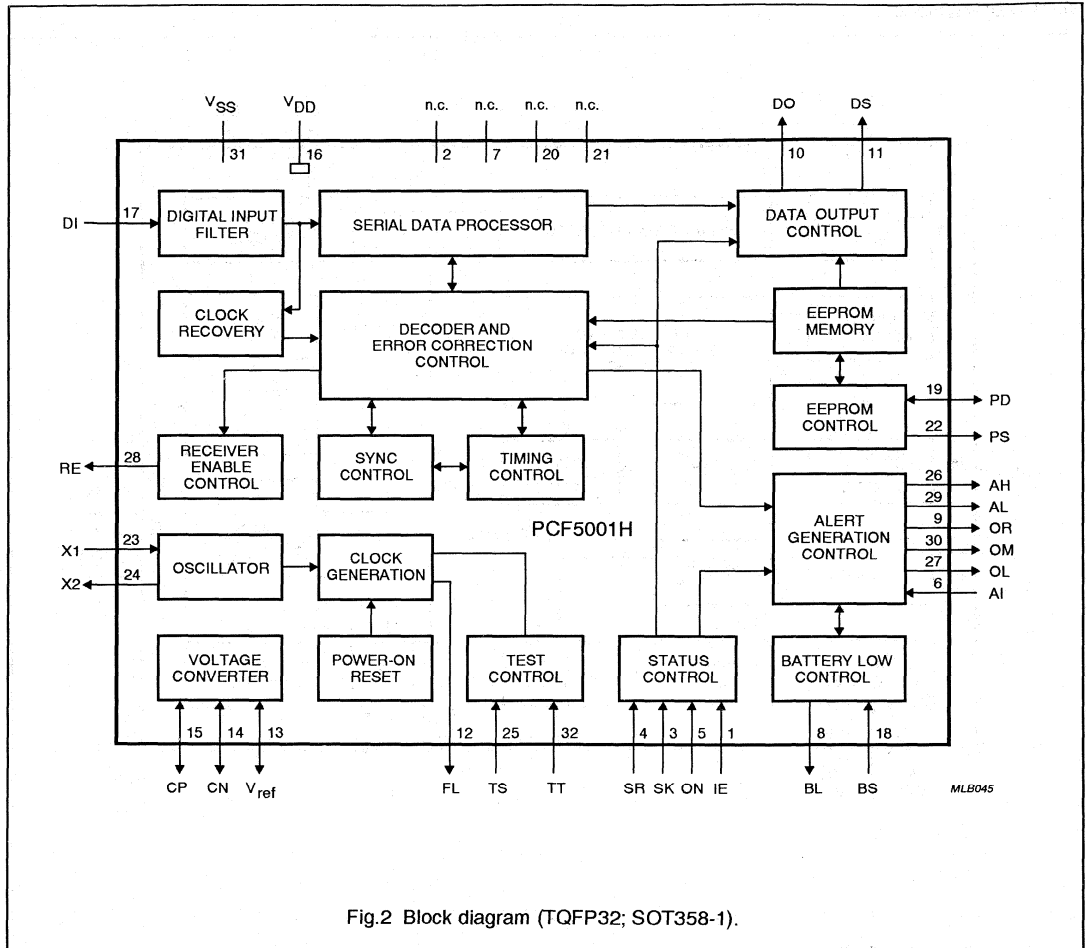 VSS VDD n.c. n.c. n.c. n.c. DO DS
31 16 2 7 20 21 10 11
DI 17 DIGITAL INPUT
FILTER
SERIAL DATA PROCESSOR
DATA OUTPUT
CONTROL
CLOCK
RECOVERY
DECODER AND
ERROR CORRECTION
CONTROL
EEPROM
MEMORY
EEPROM
CONTROL
19 PD
22 PS
RE 28 RECEIVER
ENABLE
CONTROL
SYNC
CONTROL
TIMING
CONTROL
PCF5001H
ALERT
GENERATION
CONTROL
26 AH
29 AL
9 OR
30 OM
27 OL
6 AI
X1 23
X2 24
OSCILLATOR
CLOCK
GENERATION
VOLTAGE
CONVERTER
POWER-ON
RESET
TEST
CONTROL
STATUS
CONTROL
BATTERY LOW
CONTROL
15 14 13 12 25 32 4 3 5 1 8 18
CP CN Vref FL TS TT SR SK ON IE BL BS
MLB045
Fig.2 Block diagram (TQFP32; SOT358-1).